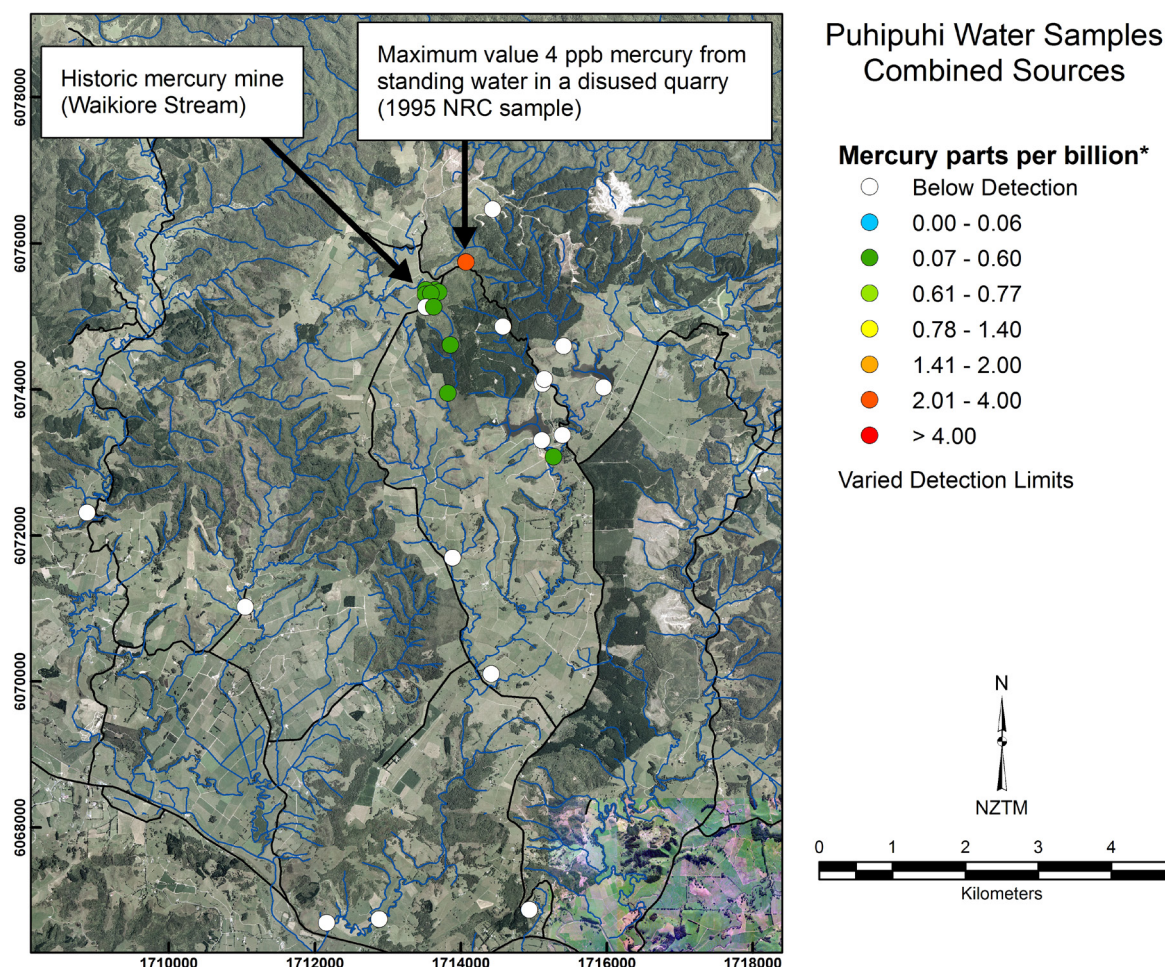 Puhipuhi Water Samples
Combined Sources
Historic mercury mine
(Waikiore Stream)
Maximum value 4 ppb mercury from
standing water in a disused quarry
(1995 NRC sample)
Mercury parts per billion*
Below Detection
0.00 - 0.06
0.07 - 0.60
0.61 - 0.77
0.78 - 1.40
1.41 - 2.00
2.01 - 4.00
> 4.00
Varied Detection Limits
N
NZTM
0 1 2 3 4
Kilometers
6078000
6076000
6074000
6072000
6070000
6068000
1710000 1712000 1714000 1716000 1718000